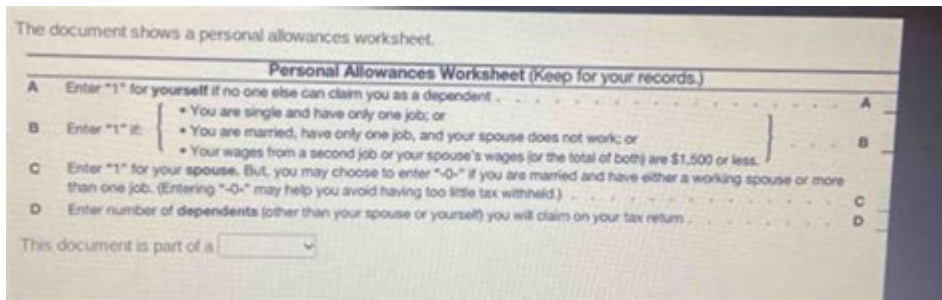 The document shows a personal allowances worksheet.
Personal Allowances Worksheet (Keep for your records.)
A Enter "1" for yourself if no one else can claim you as a dependent . . . . . . . . . . . . . . . . . . A
• You are single and have only one job; or
B Enter "1" if: { • You are married, have only one job, and your spouse does not work; or } . . . B
• Your wages from a second job or your spouse's wages (or the total of both) are $1,500 or less.
C Enter "1" for your spouse. But, you may choose to enter "-0-" if you are married and have either a working spouse or more
than one job. (Entering "-0-" may help you avoid having too little tax withheld.) . . . . . . . . . . . . . . C
D Enter number of dependents (other than your spouse or yourself) you will claim on your tax return . . . . . . . . D
This document is part of a